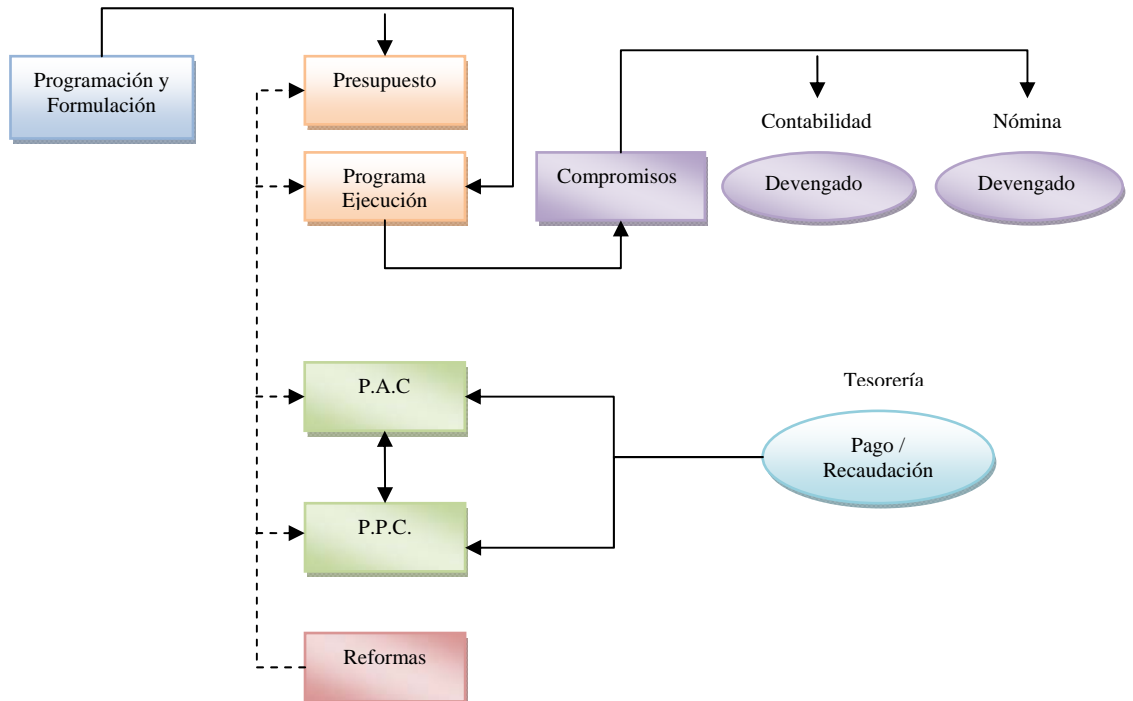 Programación y
Formulación
Presupuesto
Programa
Ejecución
Compromisos
Contabilidad
Devengado
Nómina
Devengado
P.A.C
P.P.C.
Tesorería
Pago /
Recaudación
Reformas